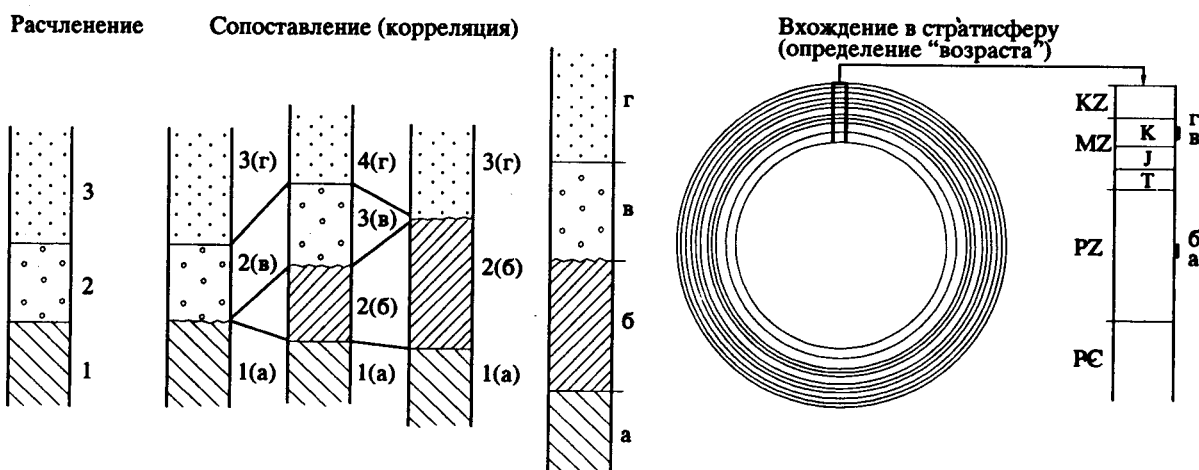 Расчленение
Сопоставление (корреляция)
Вхождение в стратисферу
(определение “возраста”)
3
2
1
3(г)
2(в)
1(а)
4(г)
3(в)
2(б)
1(а)
3(г)
2(б)
1(а)
г
в
б
а
KZ
MZ
PZ
PЄ
K
J
T
г
в
б
а